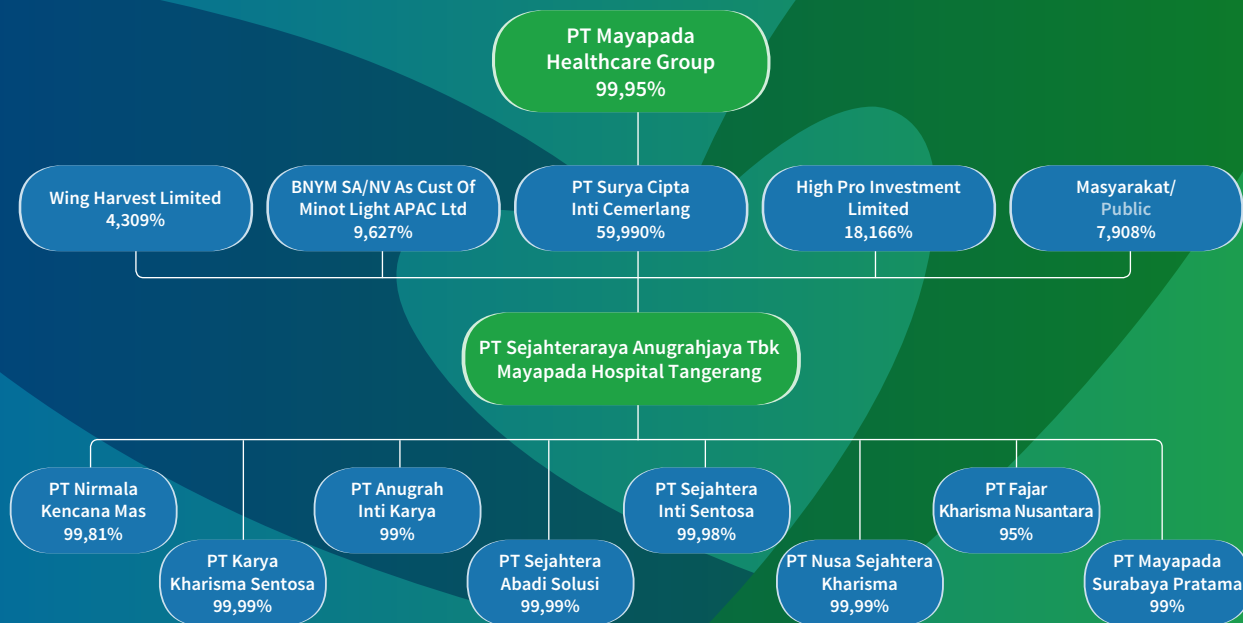 PT Mayapada
Healthcare Group
99,95%
Wing Harvest Limited
4,309%
BNYM SA/NV As Cust Of
Minot Light APAC Ltd
9,627%
PT Surya Cipta
Inti Cemerlang
59,990%
High Pro Investment
Limited
18,166%
Masyarakat/
Public
7,908%
PT Sejahteraraya Anugrahjaya Tbk
Mayapada Hospital Tangerang
PT Nirmala
Kencana Mas
99,81%
PT Karya
Kharisma Sentosa
99,99%
PT Anugrah
Inti Karya
99%
PT Sejahtera
Abadi Solusi
99,99%
PT Sejahtera
Inti Sentosa
99,98%
PT Nusa Sejahtera
Kharisma
99,99%
PT Fajar
Kharisma Nusantara
95%
PT Mayapada
Surabaya Pratama
99%